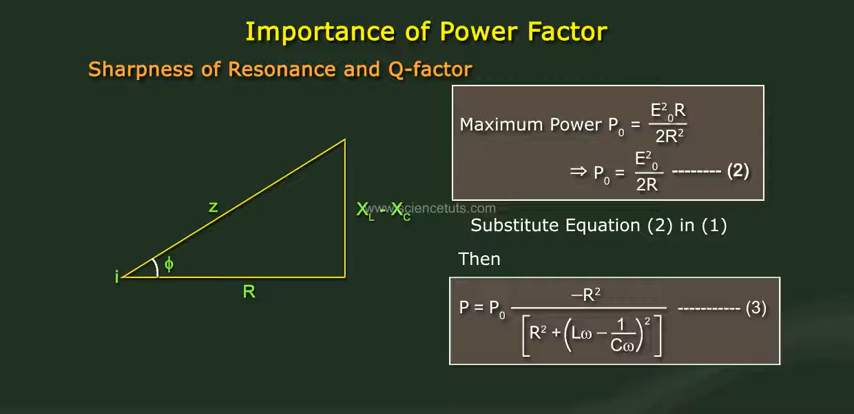 Importance of Power Factor
Sharpness of Resonance and Q-factor
Maximum Power P₀ = E²₀R / 2R²
⇒ P₀ = E²₀ / 2R -------- (2)
z
www.sciencetuts.com
X_L – X_C
Substitute Equation (2) in (1)
ϕ
Then
i
R
P = P₀ –R² / [R² + (Lω – 1/Cω)²] ----------- (3)